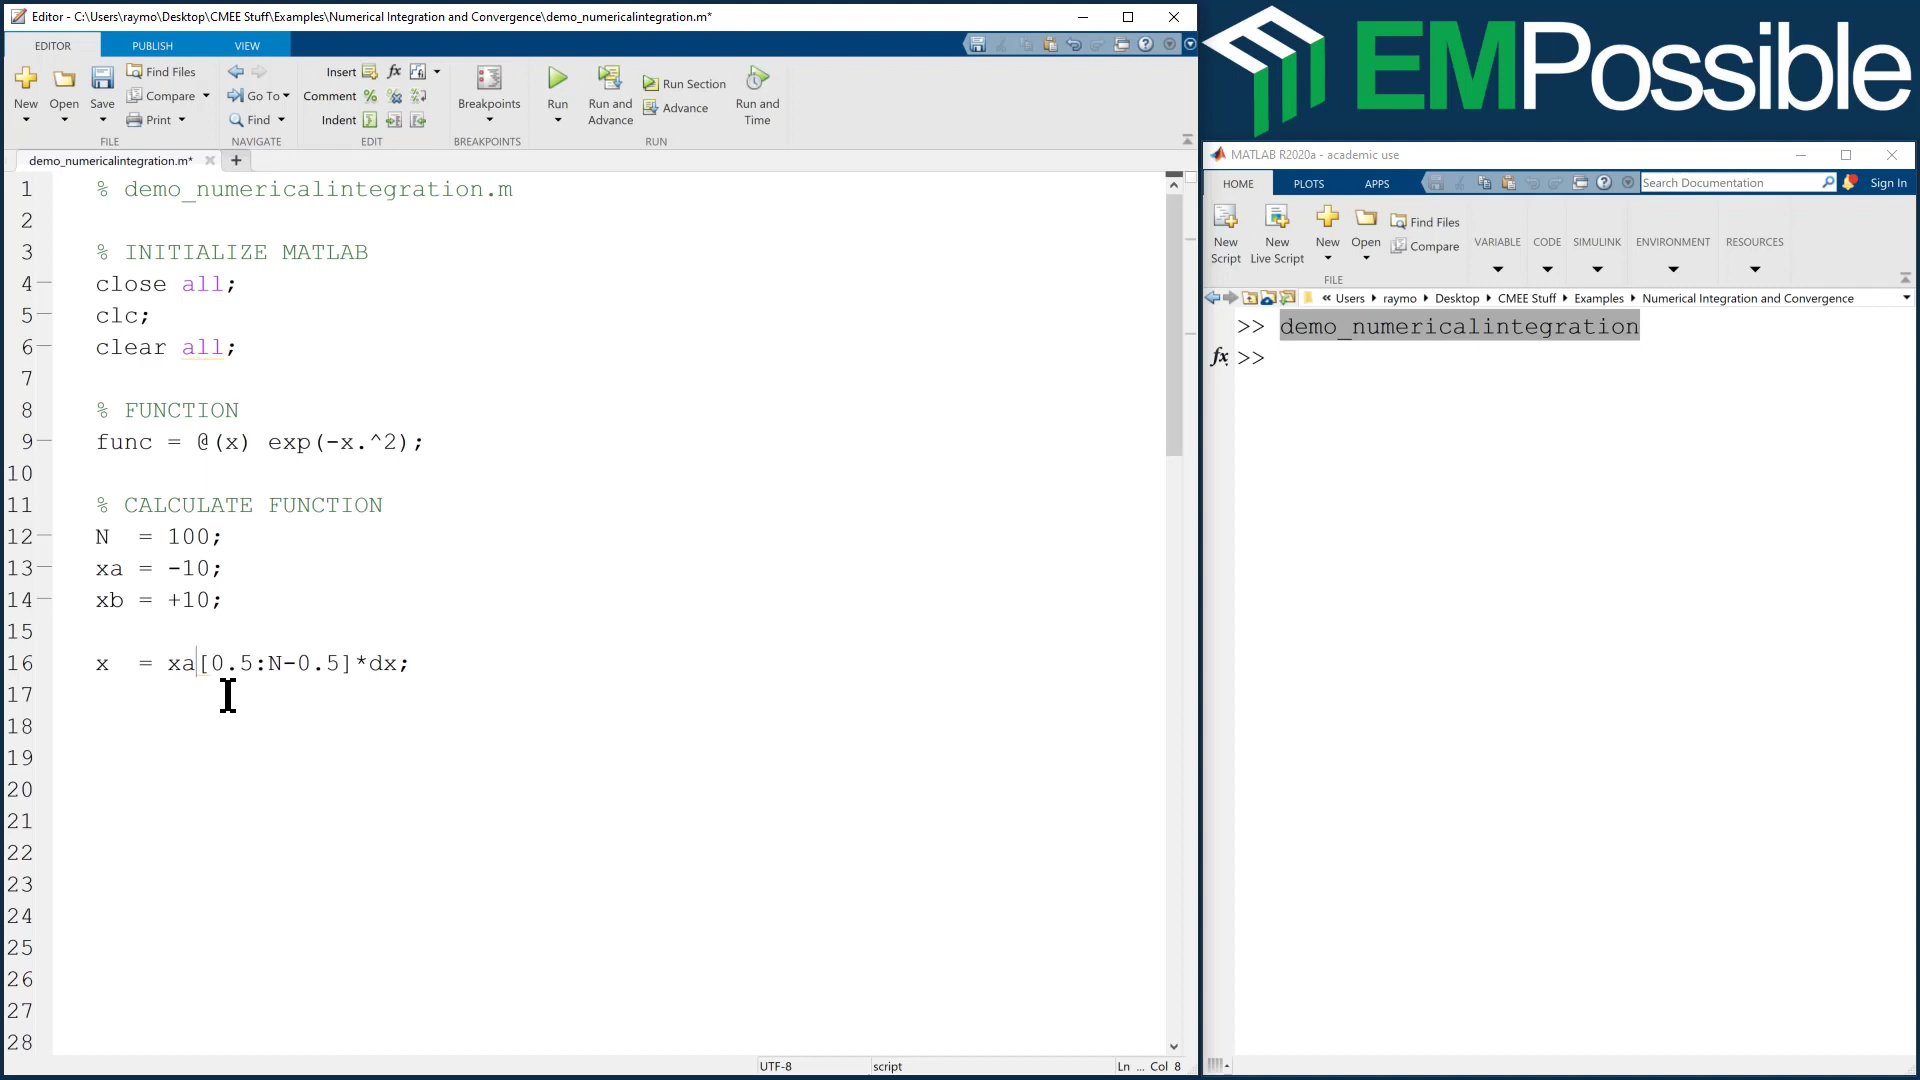 Editor - C:\Users\raymo\Desktop\CMEE Stuff\Examples\Numerical Integration and Convergence\demo_numericalintegration.m*
EDITOR PUBLISH VIEW
New Open Save Find Files Compare Print
FILE
Go To Find
NAVIGATE
Insert fx
Comment % %
Indent
EDIT
Breakpoints
BREAKPOINTS
Run Run and Advance Run Section Advance Run and Time
RUN
demo_numericalintegration.m* +
1 % demo_numericalintegration.m
2
3 % INITIALIZE MATLAB
4 close all;
5 clc;
6 clear all;
7
8 % FUNCTION
9 func = @(x) exp(-x.^2);
10
11 % CALCULATE FUNCTION
12 N = 100;
13 xa = -10;
14 xb = +10;
15
16 x = xa[0.5:N-0.5]*dx;
17
18
19
20
21
22
23
24
25
26
27
28
UTF-8 script Ln ... Col 8
EMPossible
MATLAB R2020a - academic use
HOME PLOTS APPS Search Documentation Sign In
New Script New Live Script New Open Find Files Compare
FILE
VARIABLE CODE SIMULINK ENVIRONMENT RESOURCES
« Users raymo Desktop CMEE Stuff Examples Numerical Integration and Convergence
>> demo_numericalintegration
fx >>